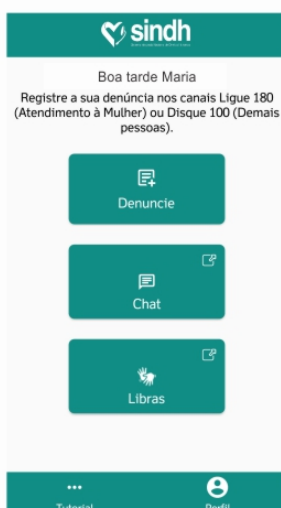 sindh
Boa tarde Maria
Registre a sua denúncia nos canais Ligue 180
(Atendimento à Mulher) ou Disque 100 (Demais
pessoas).
Denuncie
Chat
Libras
Tutorial
Perfil